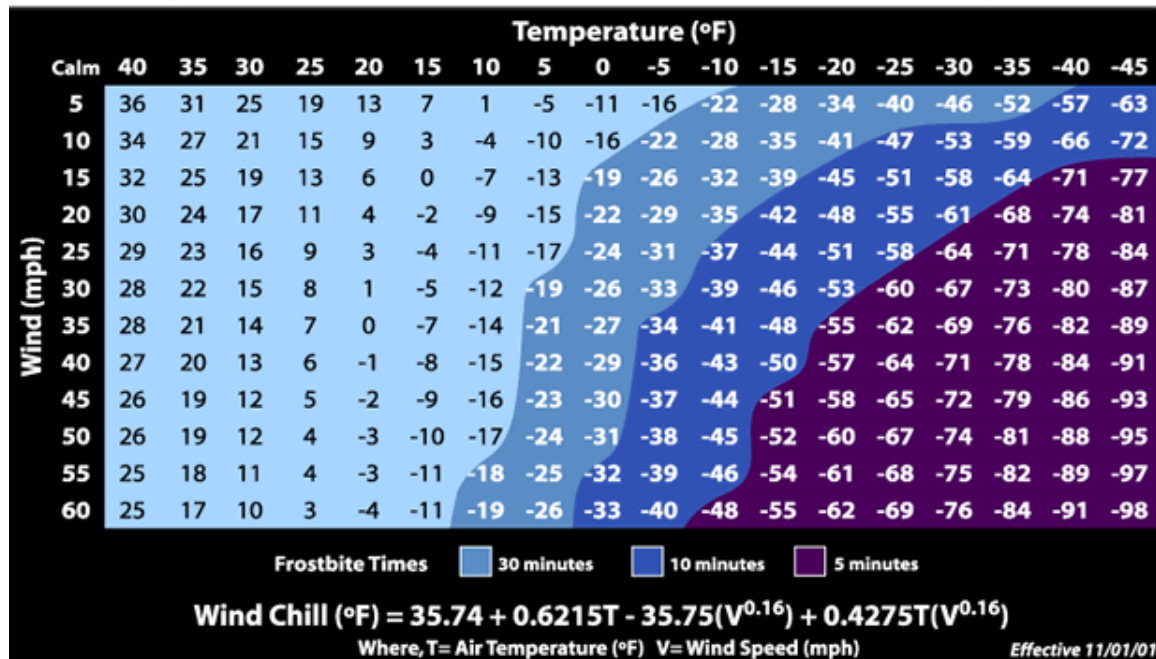 Temperature (ºF)
Calm 40 35 30 25 20 15 10 5 0 -5 -10 -15 -20 -25 -30 -35 -40 -45
5 36 31 25 19 13 7 1 -5 -11 -16 -22 -28 -34 -40 -46 -52 -57 -63
10 34 27 21 15 9 3 -4 -10 -16 -22 -28 -35 -41 -47 -53 -59 -66 -72
15 32 25 19 13 6 0 -7 -13 -19 -26 -32 -39 -45 -51 -58 -64 -71 -77
20 30 24 17 11 4 -2 -9 -15 -22 -29 -35 -42 -48 -55 -61 -68 -74 -81
25 29 23 16 9 3 -4 -11 -17 -24 -31 -37 -44 -51 -58 -64 -71 -78 -84
30 28 22 15 8 1 -5 -12 -19 -26 -33 -39 -46 -53 -60 -67 -73 -80 -87
35 28 21 14 7 0 -7 -14 -21 -27 -34 -41 -48 -55 -62 -69 -76 -82 -89
40 27 20 13 6 -1 -8 -15 -22 -29 -36 -43 -50 -57 -64 -71 -78 -84 -91
45 26 19 12 5 -2 -9 -16 -23 -30 -37 -44 -51 -58 -65 -72 -79 -86 -93
50 26 19 12 4 -3 -10 -17 -24 -31 -38 -45 -52 -60 -67 -74 -81 -88 -95
55 25 18 11 4 -3 -11 -18 -25 -32 -39 -46 -54 -61 -68 -75 -82 -89 -97
60 25 17 10 3 -4 -11 -19 -26 -33 -40 -48 -55 -62 -69 -76 -84 -91 -98
Wind (mph)
Frostbite Times 30 minutes 10 minutes 5 minutes
Wind Chill (ºF) = 35.74 + 0.6215T - 35.75(V^0.16) + 0.4275T(V^0.16)
Where, T= Air Temperature (ºF) V= Wind Speed (mph) Effective 11/01/01